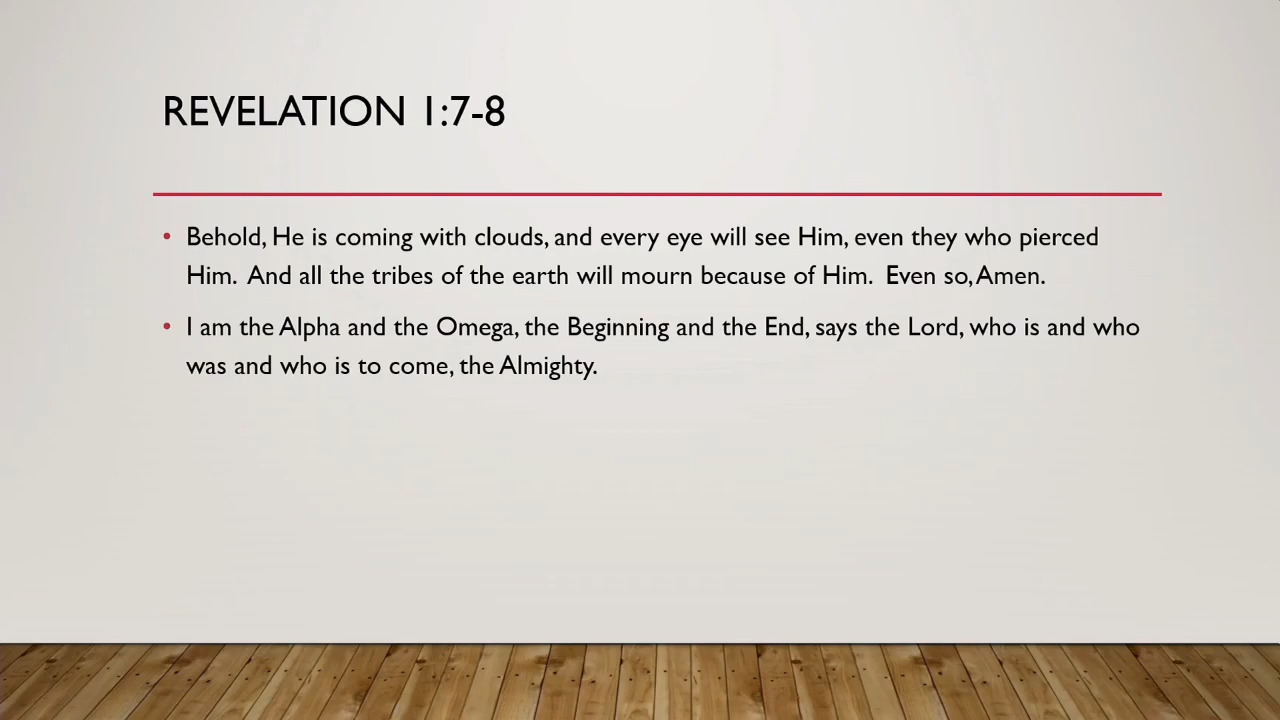 REVELATION 1:7-8
• Behold, He is coming with clouds, and every eye will see Him, even they who pierced
Him.  And all the tribes of the earth will mourn because of Him.  Even so, Amen.
• I am the Alpha and the Omega, the Beginning and the End, says the Lord, who is and who
was and who is to come, the Almighty.